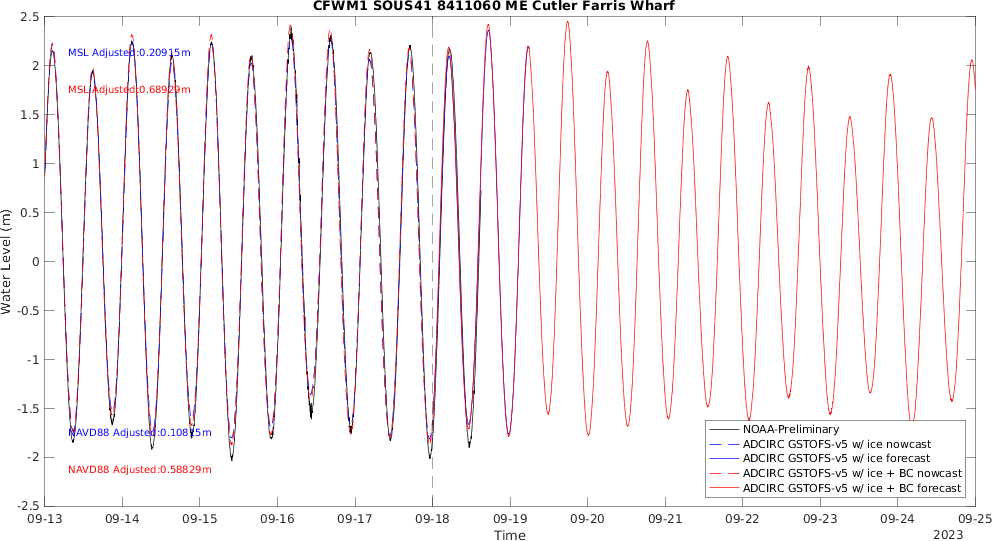 CFWM1 SOUS41 8411060 ME Cutler Farris Wharf
2.5
2
1.5
1
0.5
0
-0.5
-1
-1.5
-2
-2.5
Water Level (m)
MSL Adjusted:0.20915m
MSL Adjusted:0.68929m
NAVD88 Adjusted:0.10815m
NAVD88 Adjusted:0.58829m
NOAA-Preliminary
ADCIRC GSTOFS-v5 w/ ice nowcast
ADCIRC GSTOFS-v5 w/ ice forecast
ADCIRC GSTOFS-v5 w/ ice + BC nowcast
ADCIRC GSTOFS-v5 w/ ice + BC forecast
09-13 09-14 09-15 09-16 09-17 09-18 09-19 09-20 09-21 09-22 09-23 09-24 09-25
Time
2023